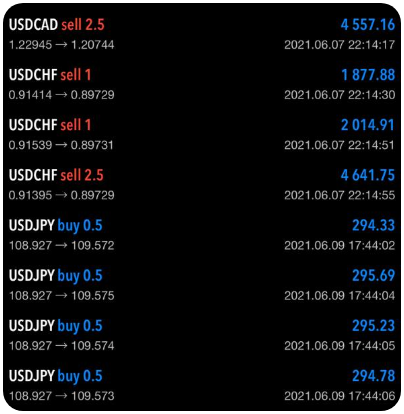 USDCAD sell 2.5 4 557.16
1.22945 → 1.20744 2021.06.07 22:14:17
USDCHF sell 1 1 877.88
0.91414 → 0.89729 2021.06.07 22:14:30
USDCHF sell 1 2 014.91
0.91539 → 0.89731 2021.06.07 22:14:51
USDCHF sell 2.5 4 641.75
0.91395 → 0.89729 2021.06.07 22:14:55
USDJPY buy 0.5 294.33
108.927 → 109.572 2021.06.09 17:44:02
USDJPY buy 0.5 295.69
108.927 → 109.575 2021.06.09 17:44:04
USDJPY buy 0.5 295.23
108.927 → 109.574 2021.06.09 17:44:05
USDJPY buy 0.5 294.78
108.927 → 109.573 2021.06.09 17:44:06